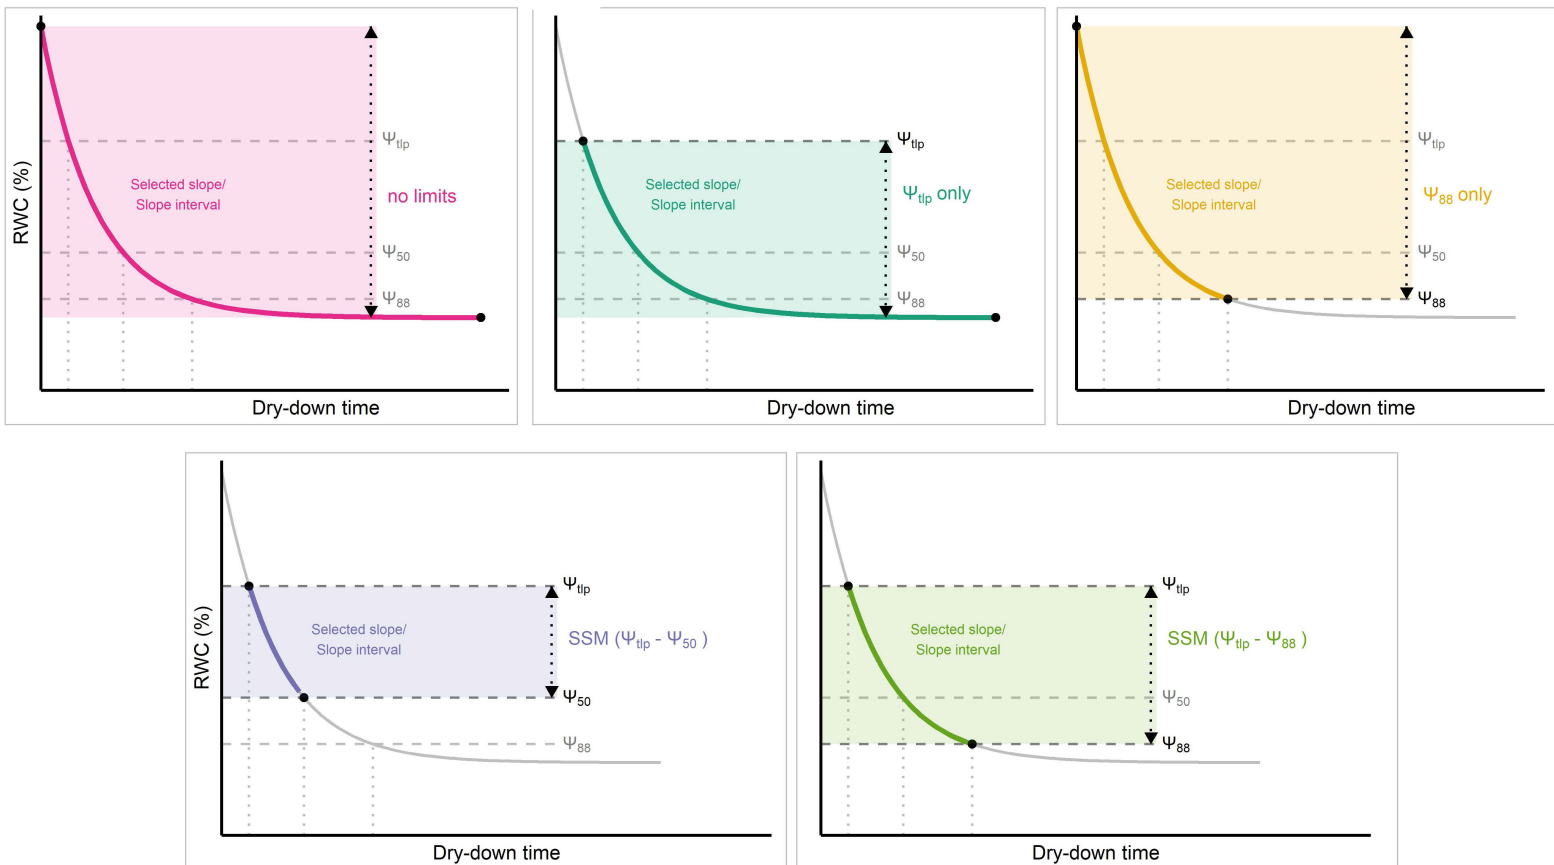 RWC (%)
Ψtlp
Selected slope/
Slope interval
no limits
Ψ50
Ψ88
Dry-down time
Ψtlp
Selected slope/
Slope interval
Ψtlp only
Ψ50
Ψ88
Dry-down time
Ψtlp
Selected slope/
Slope interval
Ψ88 only
Ψ50
Ψ88
Dry-down time
RWC (%)
Ψtlp
Selected slope/
Slope interval
SSM (Ψtlp - Ψ50 )
Ψ50
Ψ88
Dry-down time
Ψtlp
Selected slope/
Slope interval
SSM (Ψtlp - Ψ88 )
Ψ50
Ψ88
Dry-down time